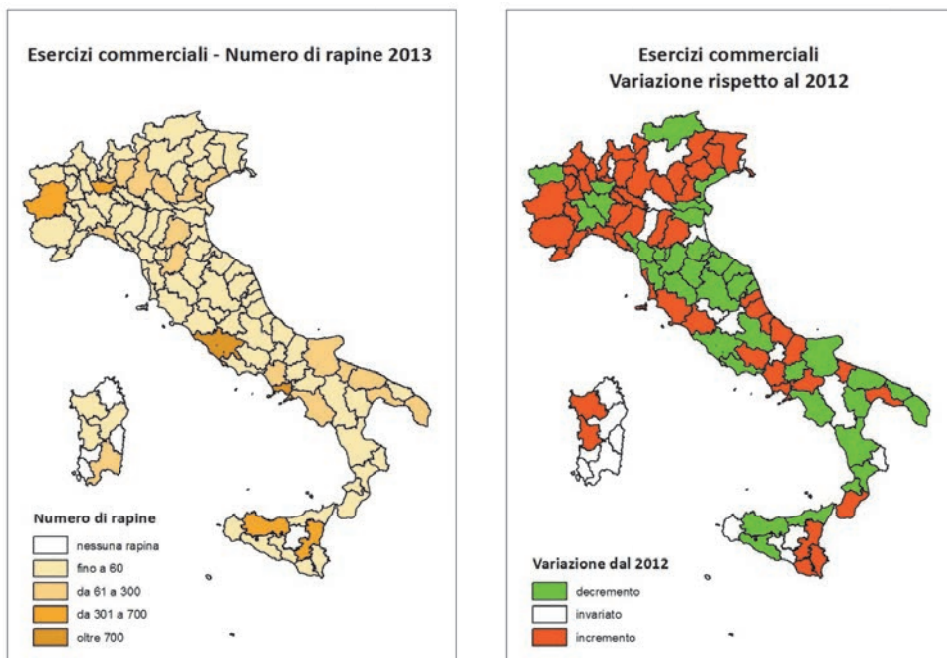 Esercizi commerciali - Numero di rapine 2013
Numero di rapine
nessuna rapina
fino a 60
da 61 a 300
da 301 a 700
oltre 700
Esercizi commerciali
Variazione rispetto al 2012
Variazione dal 2012
decremento
invariato
incremento